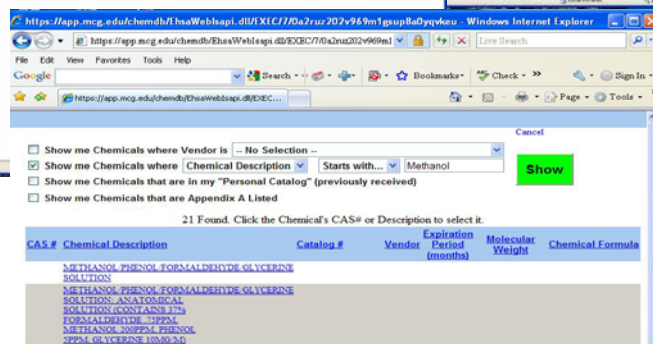 https://app.mcg.edu/chemdb/EhsaWebIsapi.dll/EXEC/7/0a2ruz202v969m1gsup8a0yqvkeu - Windows Internet Explorer
https://app.mcg.edu/chemdb/EhsaWebIsapi.dll/EXEC/7/0a2ruz202v969m1 Live Search
File Edit View Favorites Tools Help
Google Search Bookmarks Check Sign In
https://app.mcg.edu/chemdb/EhsaWebIsapi.dll/EXEC... Page Tools
Cancel
Show me Chemicals where Vendor is -- No Selection --
Show me Chemicals where Chemical Description Starts with... Methanol Show
Show me Chemicals that are in my "Personal Catalog" (previously received)
Show me Chemicals that are Appendix A Listed
21 Found. Click the Chemical's CAS# or Description to select it.
CAS # Chemical Description Catalog # Vendor Expiration Period (months) Molecular Weight Chemical Formula
METHANOL/PHENOL/FORMALDEHYDE/GLYCERINE
SOLUTION
METHANOL/PHENOL/FORMALDEHYDE/GLYCERINE
SOLUTION; ANATOMICAL
SOLUTION (CONTAINS 37%
FORMALDEHYDE .75PPM,
METHANOL 200PPM, PHENOL
5PPM, GLYCERINE 10MG/M)